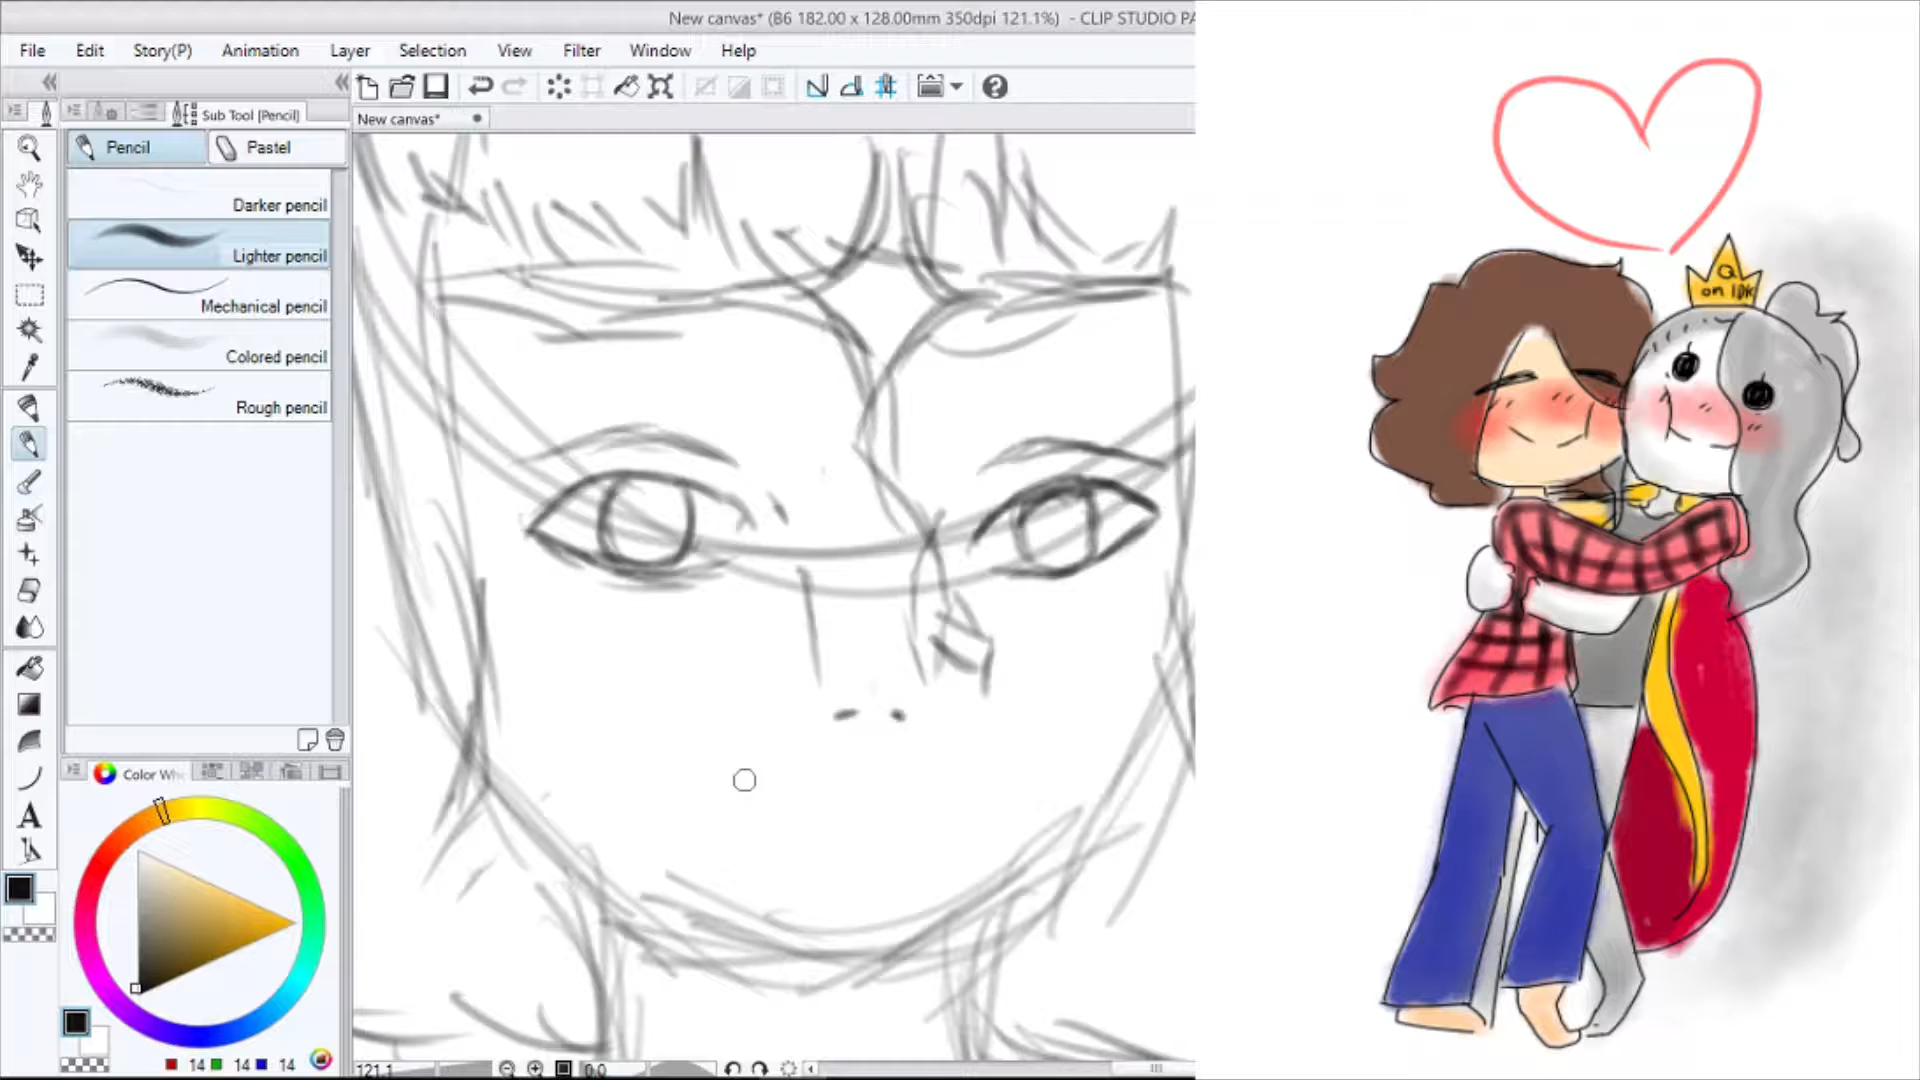 New canvas* (B6 182.00 x 128.00mm 350dpi 121.1%) - CLIP STUDIO PA
File Edit Story(P) Animation Layer Selection View Filter Window Help
Sub Tool [Pencil]
New canvas*
Pencil Pastel
Darker pencil
Lighter pencil
Mechanical pencil
Colored pencil
Rough pencil
Color Wh
14 14 14
121.1 0.0
on IDK